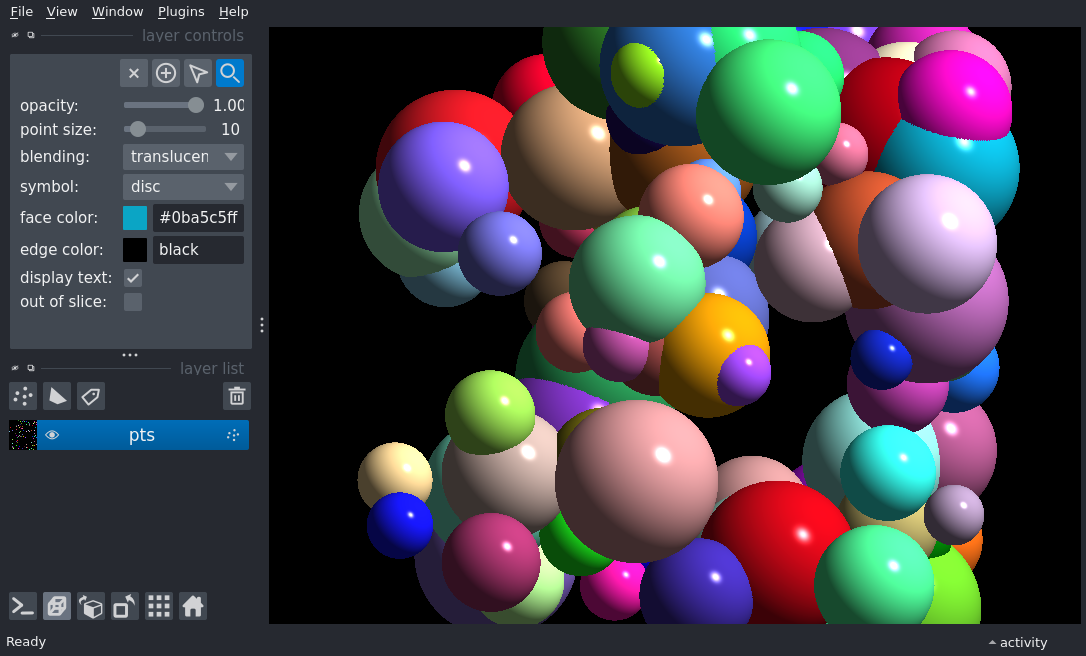 File View Window Plugins Help
layer controls
opacity: 1.00
point size: 10
blending: translucen
symbol: disc
face color: #0ba5c5ff
edge color: black
display text:
out of slice:
layer list
pts
Ready
activity